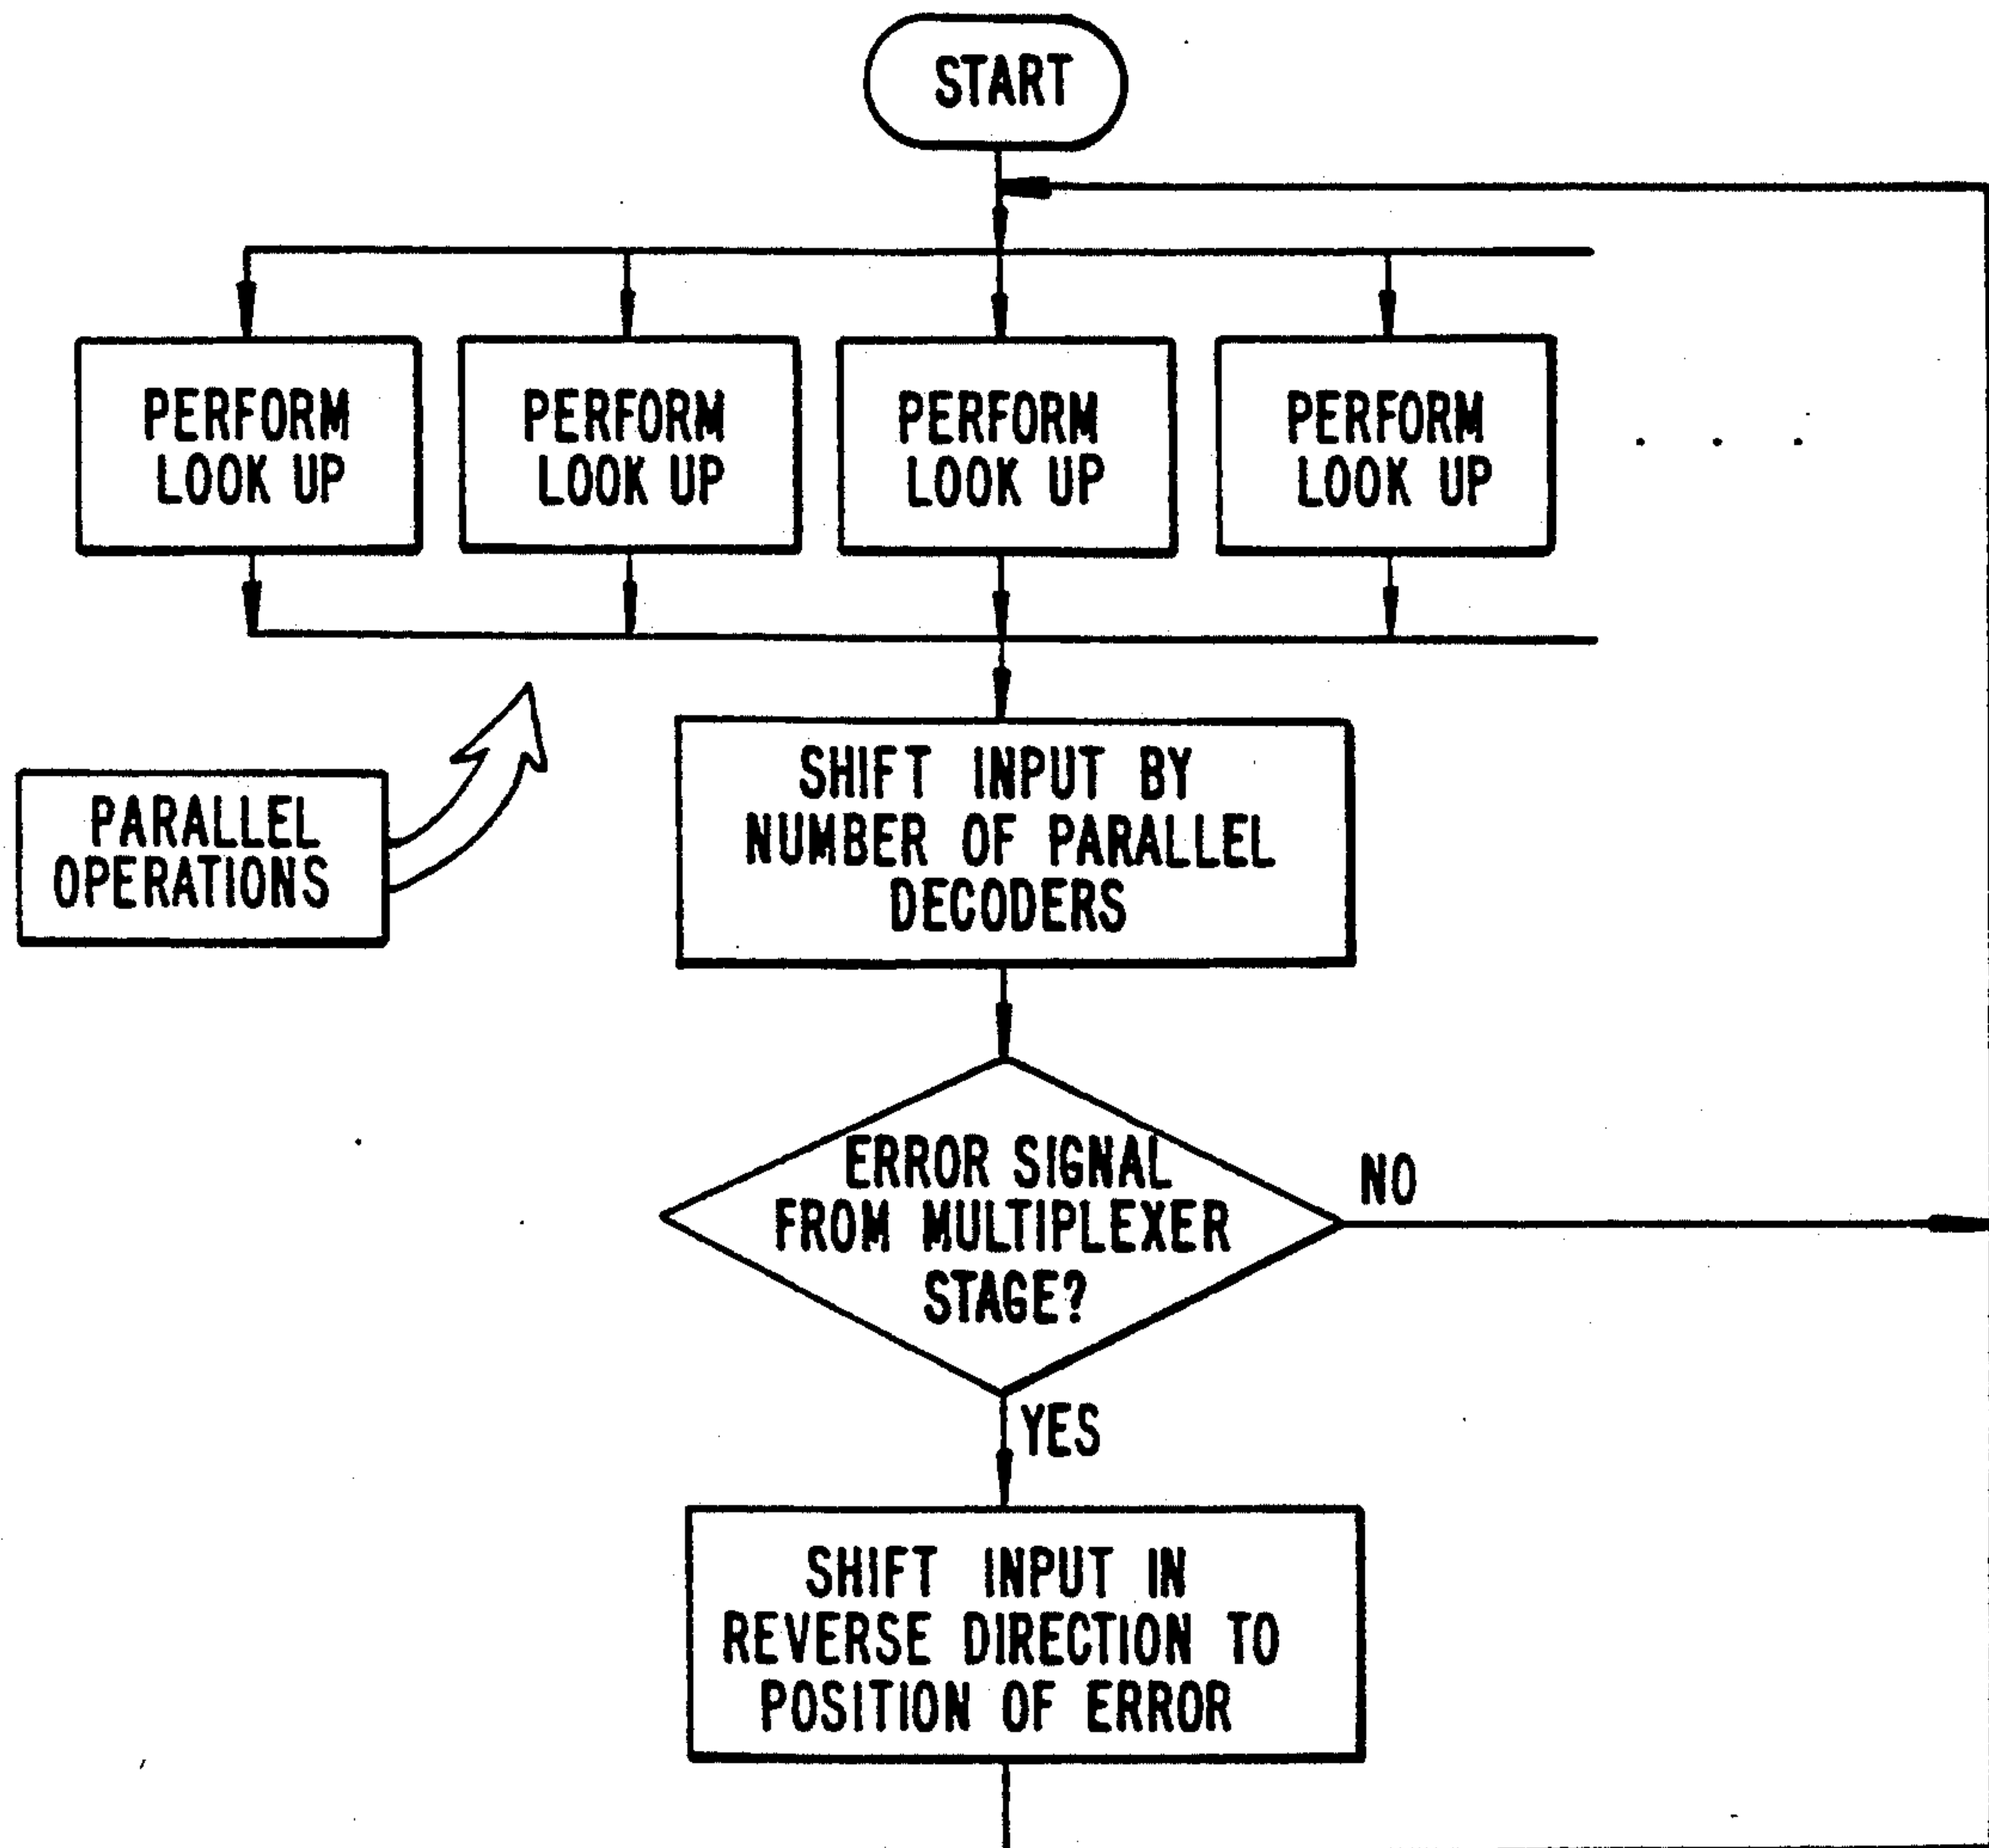 START
PERFORM
LOOK UP
PERFORM
LOOK UP
PERFORM
LOOK UP
PERFORM
LOOK UP
. . .
PARALLEL
OPERATIONS
SHIFT INPUT BY
NUMBER OF PARALLEL
DECODERS
ERROR SIGNAL
FROM MULTIPLEXER
STAGE?
NO
YES
SHIFT INPUT IN
REVERSE DIRECTION TO
POSITION OF ERROR